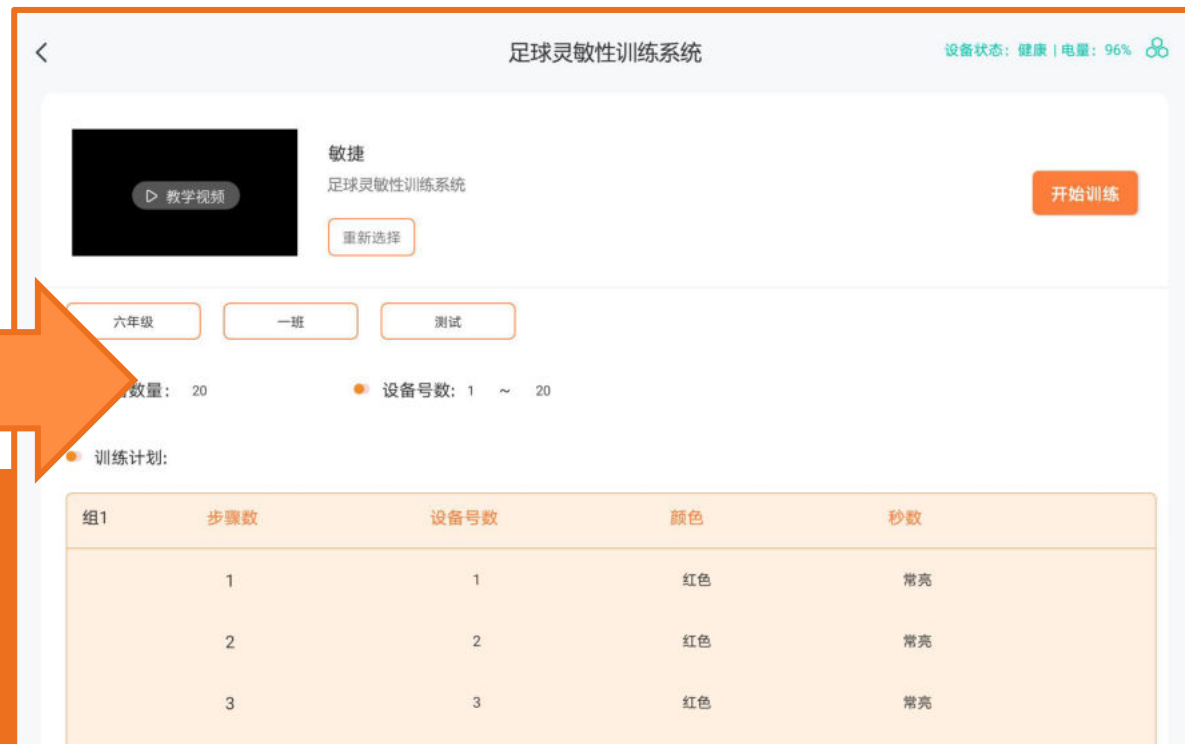 足球灵敏性训练系统
设备状态：健康 | 电量：96%
敏捷
足球灵敏性训练系统
教学视频
开始训练
重新选择
六年级 一班 测试
数量： 20 设备号数: 1 ~ 20
训练计划:
组1 步骤数 设备号数 颜色 秒数
1 1 红色 常亮
2 2 红色 常亮
3 3 红色 常亮